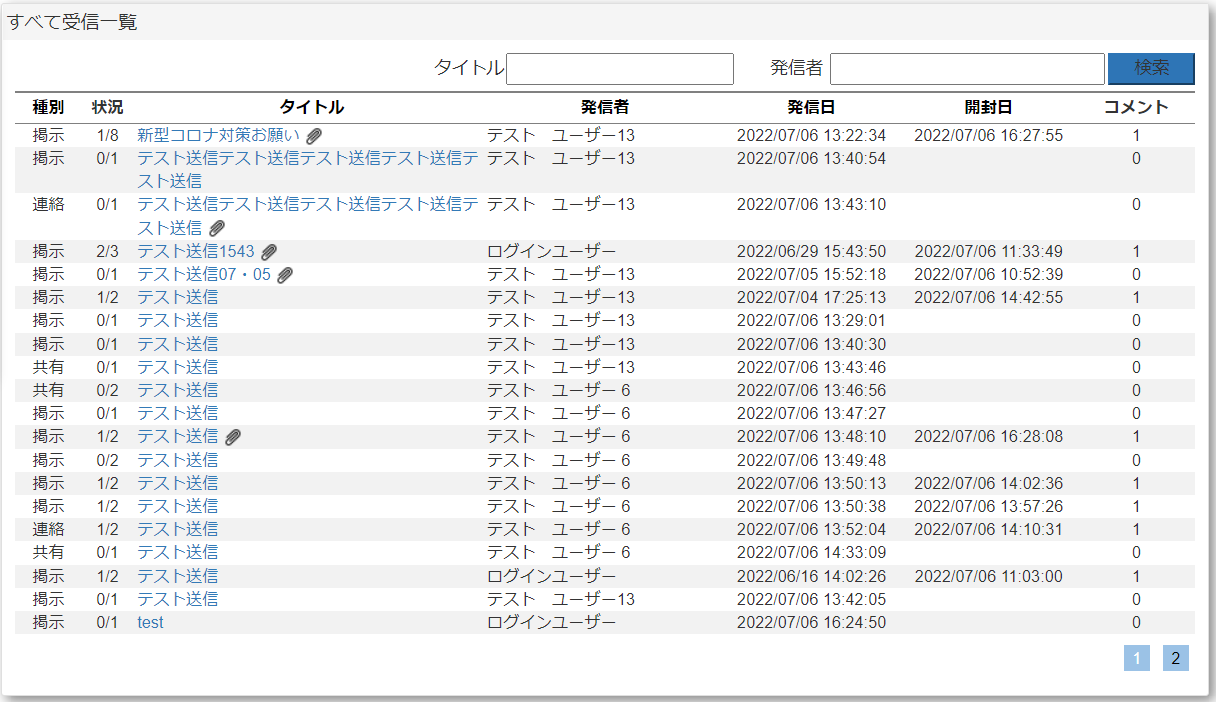 すべて受信一覧
タイトル 発信者 検索
種別 状況 タイトル 発信者 発信日 開封日 コメント
掲示 1/8 新型コロナ対策お願い テスト　ユーザー13 2022/07/06 13:22:34 2022/07/06 16:27:55 1
掲示 0/1 テスト送信テスト送信テスト送信テスト送信テ テスト　ユーザー13 2022/07/06 13:40:54 0
スト送信
連絡 0/1 テスト送信テスト送信テスト送信テスト送信テ テスト　ユーザー13 2022/07/06 13:43:10 0
スト送信
掲示 2/3 テスト送信1543 ログインユーザー 2022/06/29 15:43:50 2022/07/06 11:33:49 1
掲示 0/1 テスト送信07・05 テスト　ユーザー13 2022/07/05 15:52:18 2022/07/06 10:52:39 0
掲示 1/2 テスト送信 テスト　ユーザー13 2022/07/04 17:25:13 2022/07/06 14:42:55 1
掲示 0/1 テスト送信 テスト　ユーザー13 2022/07/06 13:29:01 0
掲示 0/1 テスト送信 テスト　ユーザー13 2022/07/06 13:40:30 0
共有 0/1 テスト送信 テスト　ユーザー13 2022/07/06 13:43:46 0
共有 0/2 テスト送信 テスト　ユーザー６ 2022/07/06 13:46:56 0
掲示 0/1 テスト送信 テスト　ユーザー６ 2022/07/06 13:47:27 0
掲示 1/2 テスト送信 テスト　ユーザー６ 2022/07/06 13:48:10 2022/07/06 16:28:08 1
掲示 0/2 テスト送信 テスト　ユーザー６ 2022/07/06 13:49:48 0
掲示 1/2 テスト送信 テスト　ユーザー６ 2022/07/06 13:50:13 2022/07/06 14:02:36 1
掲示 1/2 テスト送信 テスト　ユーザー６ 2022/07/06 13:50:38 2022/07/06 13:57:26 1
連絡 1/2 テスト送信 テスト　ユーザー６ 2022/07/06 13:52:04 2022/07/06 14:10:31 1
共有 0/1 テスト送信 テスト　ユーザー６ 2022/07/06 14:33:09 0
掲示 1/2 テスト送信 ログインユーザー 2022/06/16 14:02:26 2022/07/06 11:03:00 1
掲示 0/1 テスト送信 テスト　ユーザー13 2022/07/06 13:42:05 0
掲示 0/1 test ログインユーザー 2022/07/06 16:24:50 0
1 2